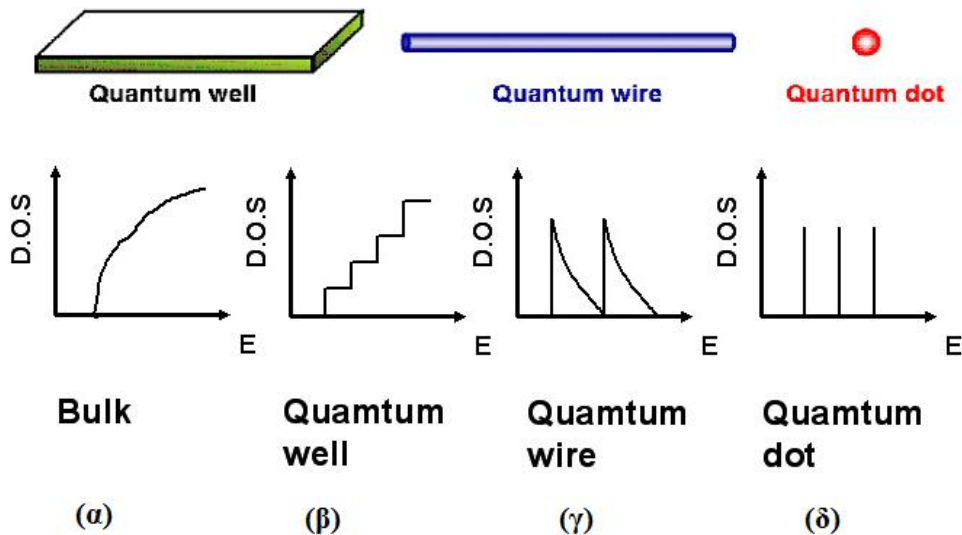 Quantum well
Quantum wire
Quantum dot
D.O.S
E
D.O.S
E
D.O.S
E
D.O.S
E
Bulk
Quamtum
well
Quamtum
wire
Quamtum
dot
(α)
(β)
(γ)
(δ)